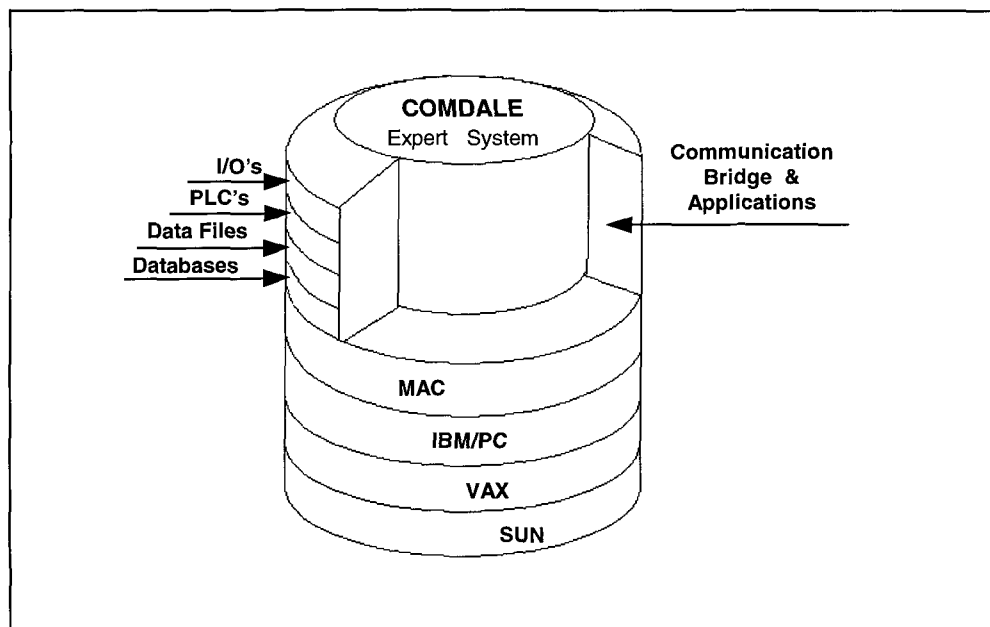 COMDALE
Expert System
I/O's
PLC's
Data Files
Databases
Communication
Bridge &
Applications
MAC
IBM/PC
VAX
SUN